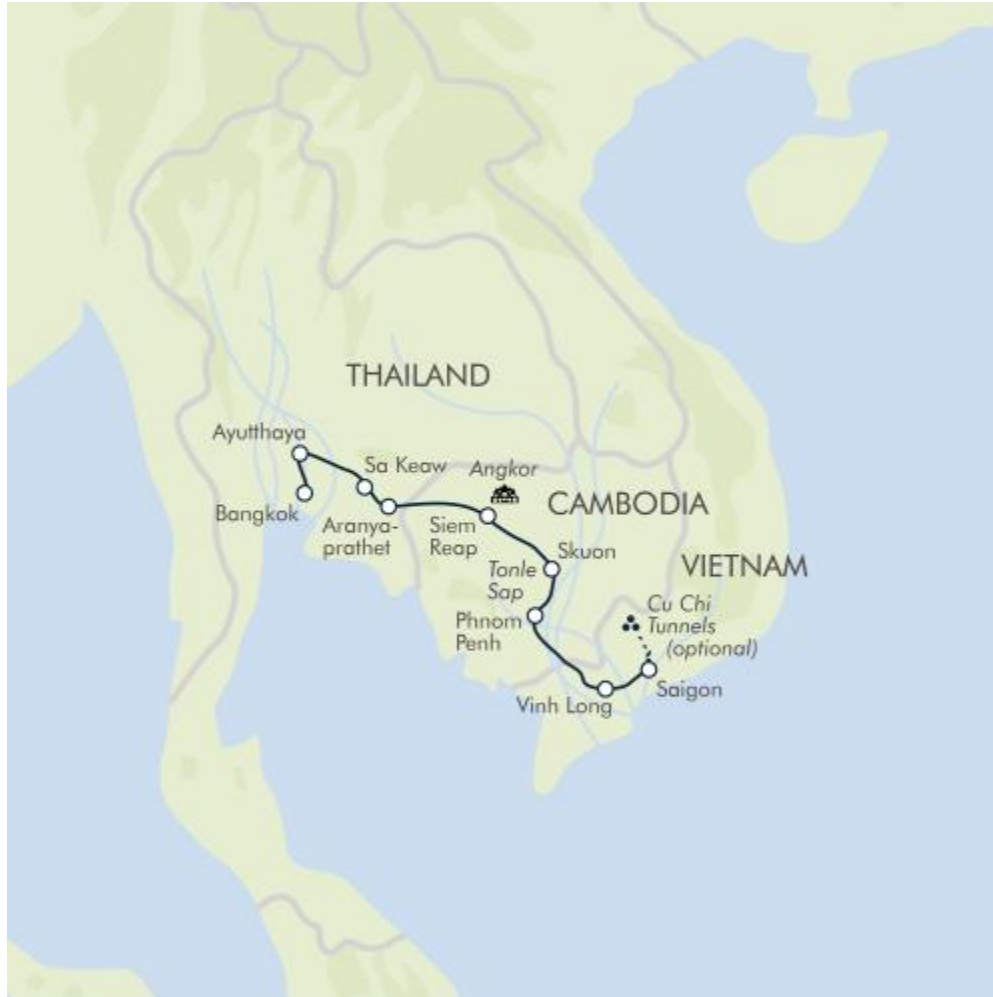 THAILAND
Ayutthaya
Sa Keaw
Angkor
Bangkok
Aranya-
prathet
Siem
Reap
CAMBODIA
Skuon
Tonle
Sap
VIETNAM
Phnom
Penh
Cu Chi
Tunnels
(optional)
Vinh Long
Saigon